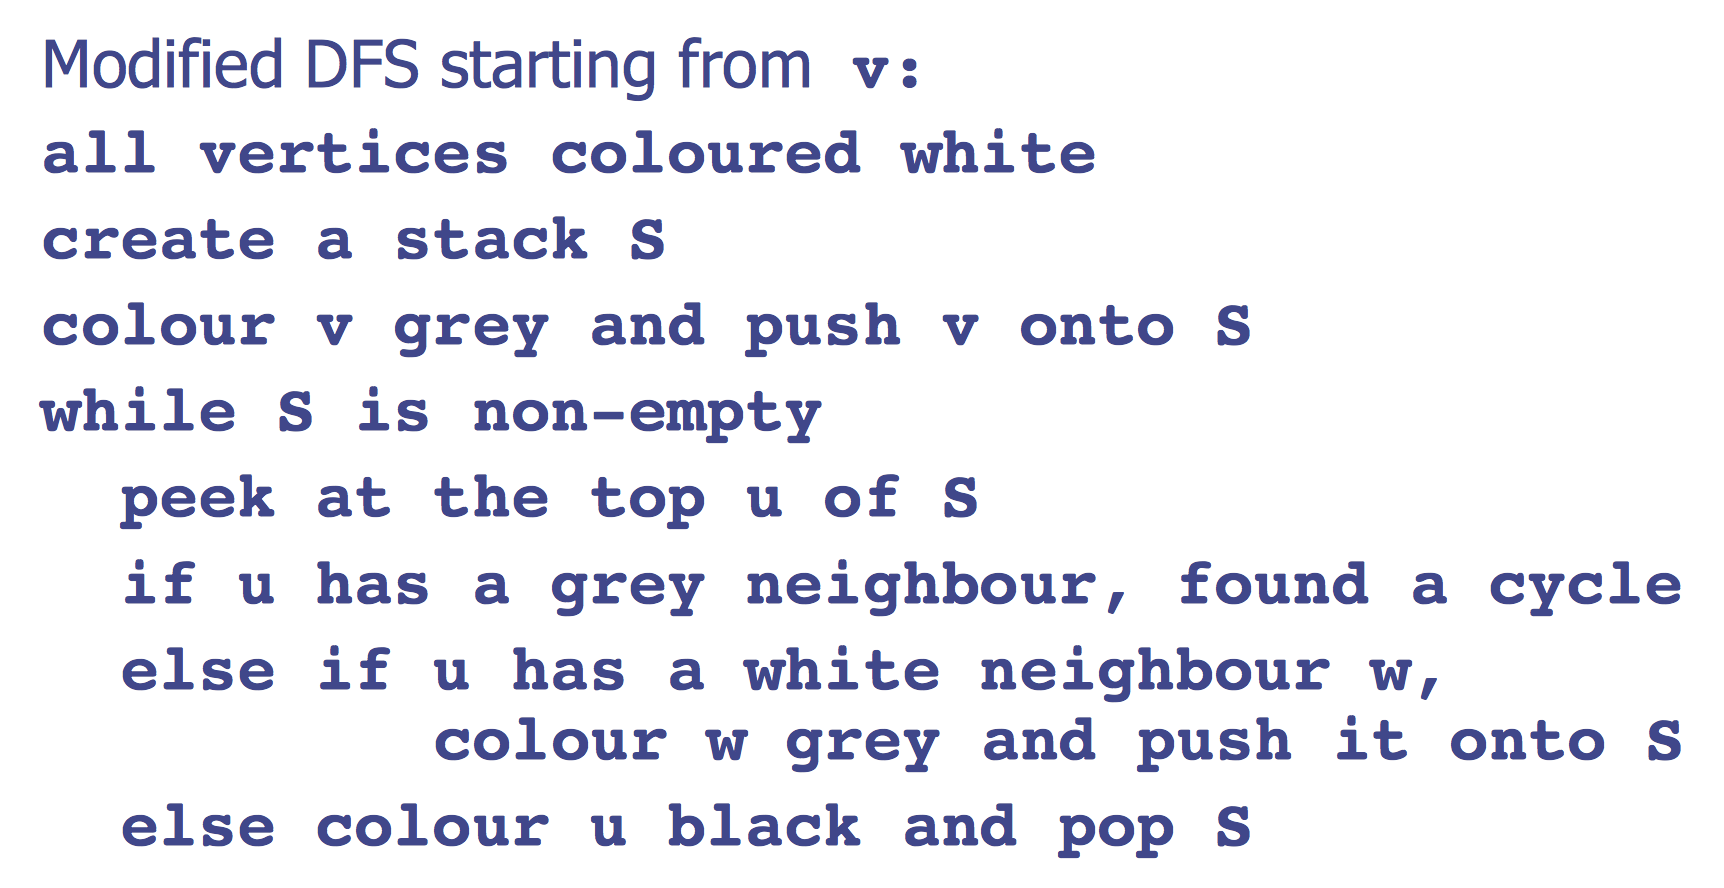 Modified DFS starting from v:
all vertices coloured white
create a stack S
colour v grey and push v onto S
while S is non-empty
peek at the top u of S
if u has a grey neighbour, found a cycle
else if u has a white neighbour w,
colour w grey and push it onto S
else colour u black and pop S